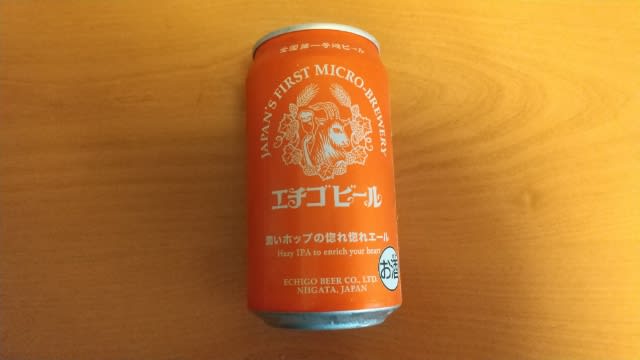 全国第一号地ビール
JAPAN'S FIRST MICRO-BREWERY
エチゴビール
濃いホップの惚れ惚れエール
Hazy IPA to enrich your heart
お酒
ECHIGO BEER CO., LTD.
NIIGATA, JAPAN